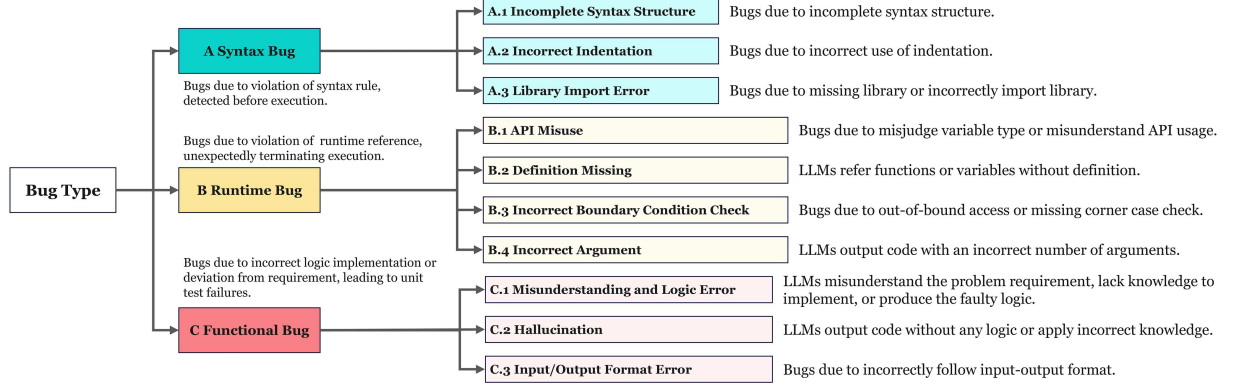 Bug Type
A Syntax Bug
Bugs due to violation of syntax rule,
detected before execution.
A.1 Incomplete Syntax Structure
Bugs due to incomplete syntax structure.
A.2 Incorrect Indentation
Bugs due to incorrect use of indentation.
A.3 Library Import Error
Bugs due to missing library or incorrectly import library.
Bugs due to violation of runtime reference,
unexpectedly terminating execution.
B Runtime Bug
B.1 API Misuse
Bugs due to misjudge variable type or misunderstand API usage.
B.2 Definition Missing
LLMs refer functions or variables without definition.
B.3 Incorrect Boundary Condition Check
Bugs due to out-of-bound access or missing corner case check.
B.4 Incorrect Argument
LLMs output code with an incorrect number of arguments.
Bugs due to incorrect logic implementation or
deviation from requirement, leading to unit
test failures.
C Functional Bug
C.1 Misunderstanding and Logic Error
LLMs misunderstand the problem requirement, lack knowledge to
implement, or produce the faulty logic.
C.2 Hallucination
LLMs output code without any logic or apply incorrect knowledge.
C.3 Input/Output Format Error
Bugs due to incorrectly follow input-output format.